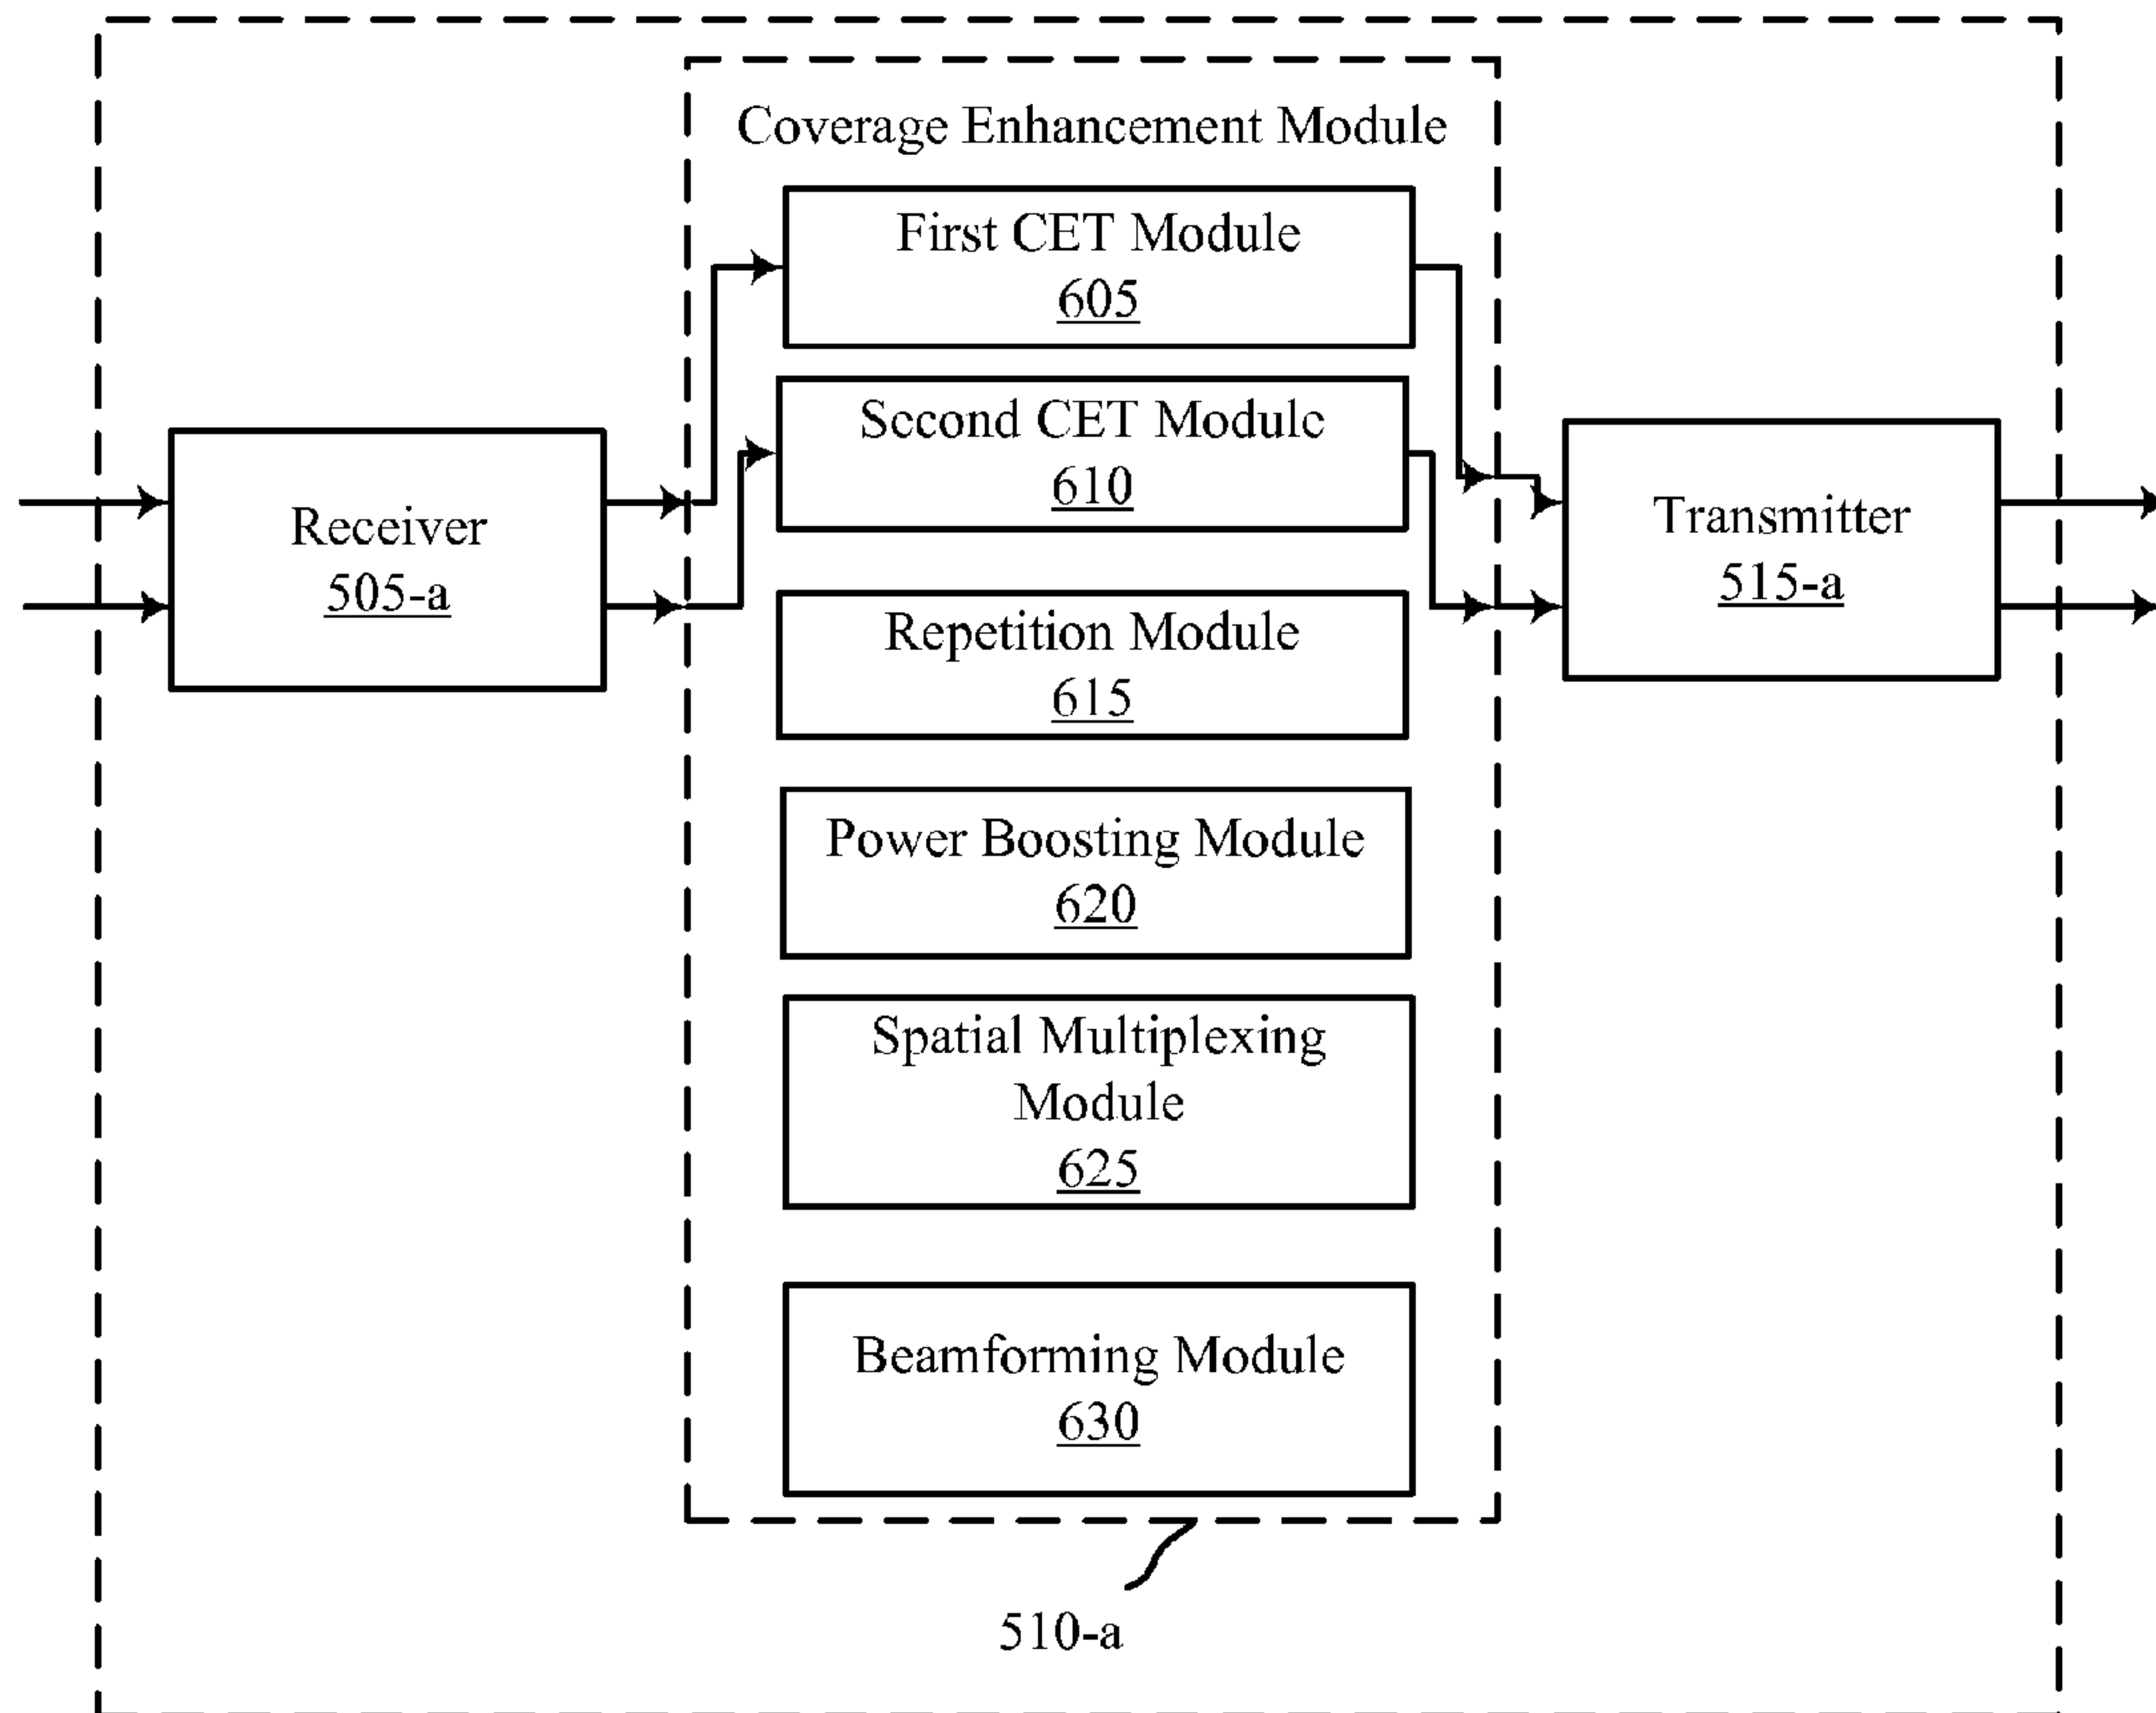 Coverage Enhancement Module
First CET Module
605
Second CET Module
610
Receiver
505-a
Transmitter
515-a
Repetition Module
615
Power Boosting Module
620
Spatial Multiplexing
Module
625
Beamforming Module
630
510-a